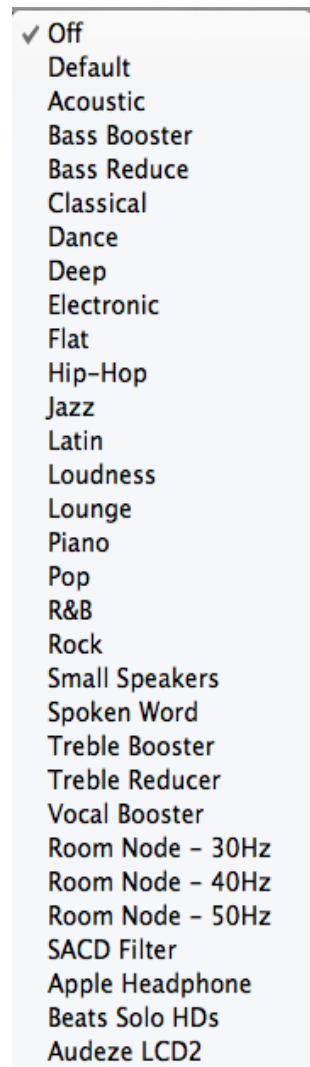 ✓ Off
Default
Acoustic
Bass Booster
Bass Reduce
Classical
Dance
Deep
Electronic
Flat
Hip-Hop
Jazz
Latin
Loudness
Lounge
Piano
Pop
R&B
Rock
Small Speakers
Spoken Word
Treble Booster
Treble Reducer
Vocal Booster
Room Node – 30Hz
Room Node – 40Hz
Room Node – 50Hz
SACD Filter
Apple Headphone
Beats Solo HDs
Audeze LCD2